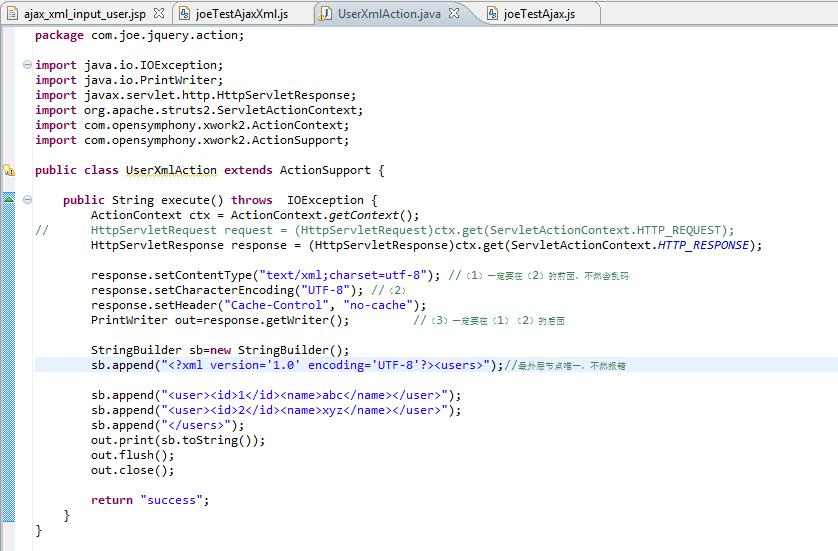 ajax_xml_input_user.jsp joeTestAjaxXml.js UserXmlAction.java joeTestAjax.js
package com.joe.jquery.action;
import java.io.IOException;
import java.io.PrintWriter;
import javax.servlet.http.HttpServletResponse;
import org.apache.struts2.ServletActionContext;
import com.opensymphony.xwork2.ActionContext;
import com.opensymphony.xwork2.ActionSupport;
public class UserXmlAction extends ActionSupport {
public String execute() throws  IOException {
ActionContext ctx = ActionContext.getContext();
//      HttpServletRequest request = (HttpServletRequest)ctx.get(ServletActionContext.HTTP_REQUEST);
HttpServletResponse response = (HttpServletResponse)ctx.get(ServletActionContext.HTTP_RESPONSE);
response.setContentType("text/xml;charset=utf-8"); //（1）一定要在（2）的前面，不然会乱码
response.setCharacterEncoding("UTF-8"); //（2）
response.setHeader("Cache-Control", "no-cache");
PrintWriter out=response.getWriter();         //（3）一定要在（1）（2）的后面
StringBuilder sb=new StringBuilder();
sb.append("<?xml version='1.0' encoding='UTF-8'?><users>");//最外层节点唯一，不然报错
sb.append("<user><id>1</id><name>abc</name></user>");
sb.append("<user><id>2</id><name>xyz</name></user>");
sb.append("</users>");
out.print(sb.toString());
out.flush();
out.close();
return "success";
}
}